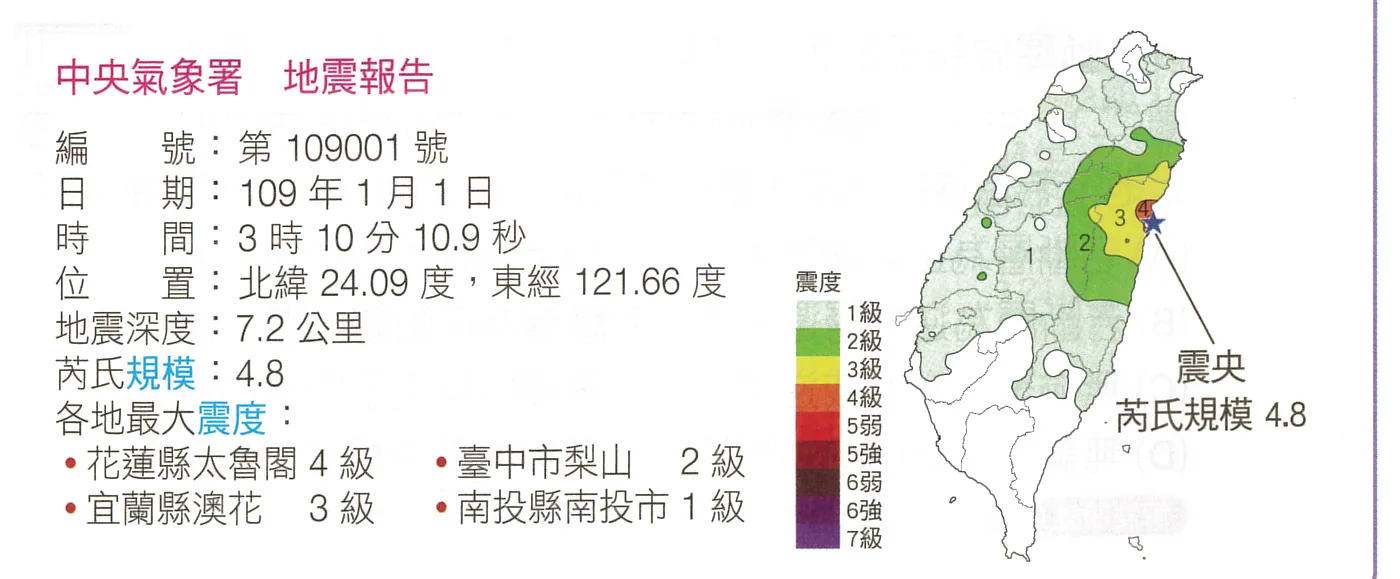 中央氣象署 地震報告
編 號：第 109001 號
日 期：109 年 1 月 1 日
時 間：3 時 10 分 10.9 秒
位 置：北緯 24.09 度，東經 121.66 度
地震深度：7.2 公里
芮氏規模：4.8
各地最大震度：
• 花蓮縣太魯閣 4 級
• 臺中市梨山 2 級
• 宜蘭縣澳花 3 級
• 南投縣南投市 1 級
震度
1級
2級
3級
4級
5弱
5強
6弱
6強
7級
1
2
3
4
震央
芮氏規模 4.8